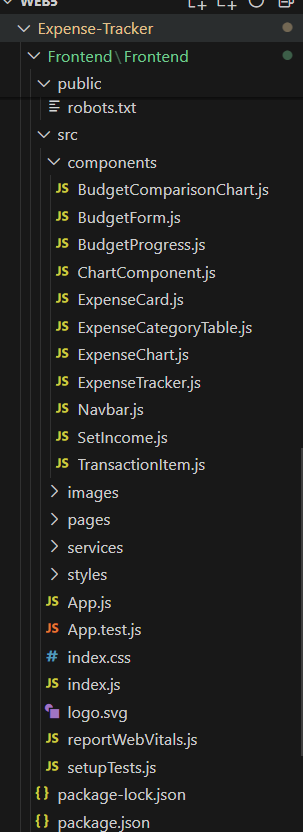 WEB5
Expense-Tracker
Frontend\Frontend
public
robots.txt
src
components
JS BudgetComparisonChart.js
JS BudgetForm.js
JS BudgetProgress.js
JS ChartComponent.js
JS ExpenseCard.js
JS ExpenseCategoryTable.js
JS ExpenseChart.js
JS ExpenseTracker.js
JS Navbar.js
JS SetIncome.js
JS TransactionItem.js
images
pages
services
styles
JS App.js
JS App.test.js
# index.css
JS index.js
logo.svg
JS reportWebVitals.js
JS setupTests.js
{} package-lock.json
{} package.json